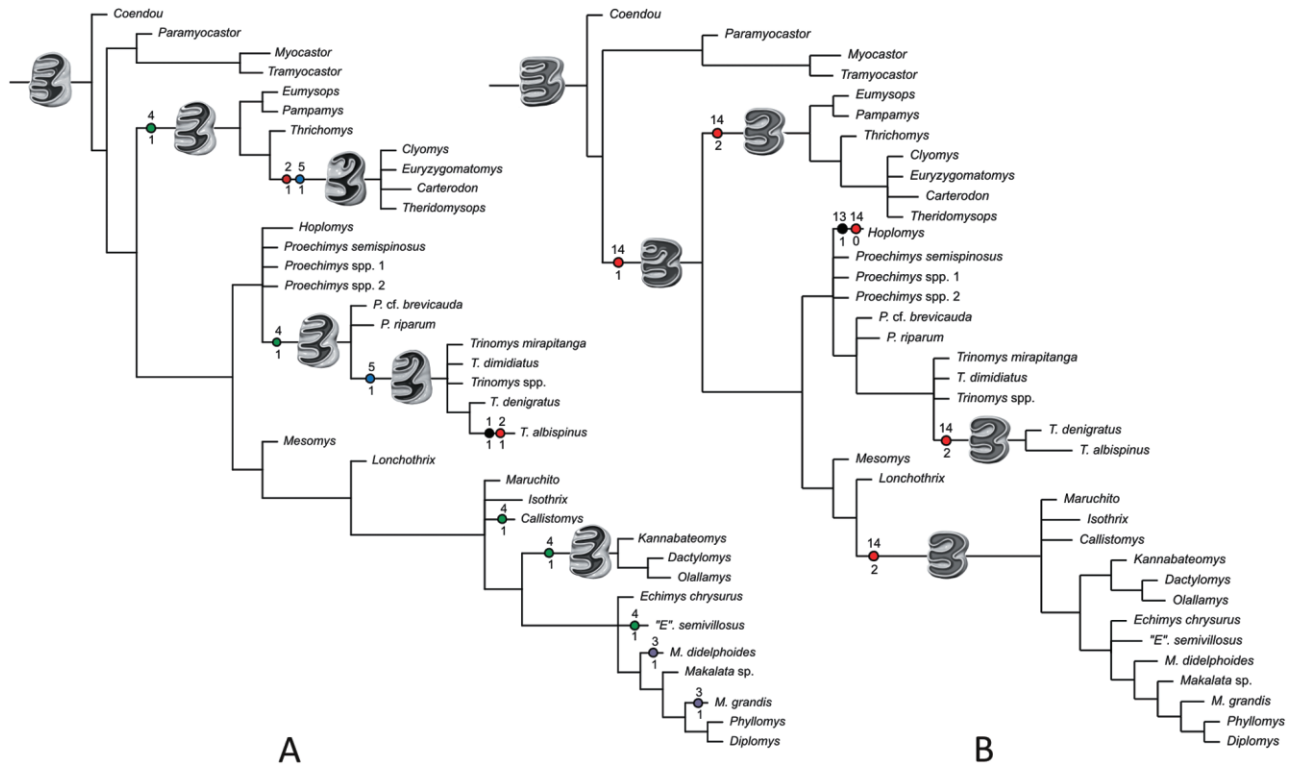 Coendou
Paramyocastor
Myocastor
Tramyocastor
Eumysops
Pampamys
4
1
Thrichomys
2 5
1 1
Clyomys
Euryzygomatomys
Carterodon
Theridomysops
Hoplomys
Proechimys semispinosus
Proechimys spp. 1
Proechimys spp. 2
P. cf. brevicauda
P. riparum
4
1
Trinomys mirapitanga
T. dimidiatus
Trinomys spp.
5
1
T. denigratus
1 2
1 1
T. albispinus
Mesomys
Lonchothrix
Maruchito
Isothrix
4
1
Callistomys
4
1
Kannabateomys
Dactylomys
Olallamys
Echimys chrysurus
4
1
"E". semivillosus
3
1
M. didelphoides
Makalata sp.
3
1
M. grandis
Phyllomys
Diplomys
A
Coendou
Paramyocastor
Myocastor
Tramyocastor
Eumysops
Pampamys
14
2
Thrichomys
Clyomys
Euryzygomatomys
Carterodon
Theridomysops
14
1
13 14
1 0
Hoplomys
Proechimys semispinosus
Proechimys spp. 1
Proechimys spp. 2
P. cf. brevicauda
P. riparum
Trinomys mirapitanga
T. dimidiatus
Trinomys spp.
14
2
T. denigratus
T. albispinus
Mesomys
Lonchothrix
14
2
Maruchito
Isothrix
Callistomys
Kannabateomys
Dactylomys
Olallamys
Echimys chrysurus
"E". semivillosus
M. didelphoides
Makalata sp.
M. grandis
Phyllomys
Diplomys
B